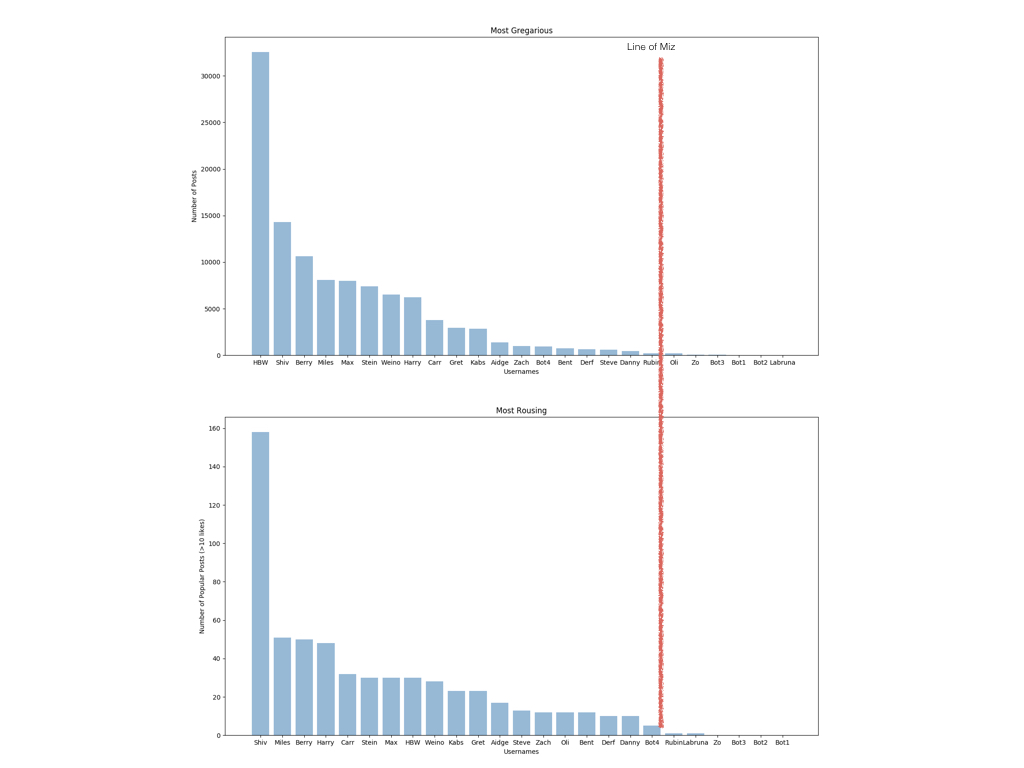 Most Gregarious
Line of Miz
30000
25000
20000
15000
10000
5000
0
Number of Posts
HBW Shiv Berry Miles Max Stein Weino Harry Carr Gret Kabs Aidge Zach Bot4 Bent Derf Steve Danny Rubin Oli Zo Bot3 Bot1 Bot2 Labruna
Usernames
Most Rousing
160
140
120
100
80
60
40
20
0
Number of Popular Posts (>10 likes)
Shiv Miles Berry Harry Carr Stein Max HBW Weino Kabs Gret Aidge Steve Zach Oli Bent Derf Danny Bot4 Rubin Labruna Zo Bot3 Bot2 Bot1
Usernames